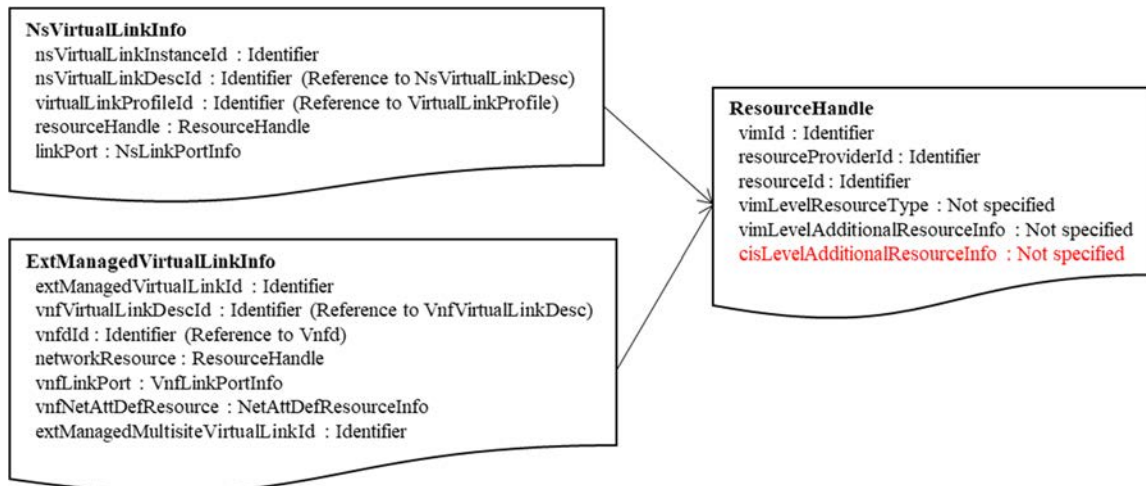 NsVirtualLinkInfo
nsVirtualLinkInstanceId : Identifier
nsVirtualLinkDescId : Identifier (Reference to NsVirtualLinkDesc)
virtualLinkProfileId : Identifier (Reference to VirtualLinkProfile)
resourceHandle : ResourceHandle
linkPort : NsLinkPortInfo
ExtManagedVirtualLinkInfo
extManagedVirtualLinkId : Identifier
vnfVirtualLinkDescId : Identifier (Reference to VnfVirtualLinkDesc)
vnfdId : Identifier (Reference to Vnfd)
networkResource : ResourceHandle
vnfLinkPort : VnfLinkPortInfo
vnfNetAttDefResource : NetAttDefResourceInfo
extManagedMultisiteVirtualLinkId : Identifier
ResourceHandle
vimId : Identifier
resourceProviderId : Identifier
resourceId : Identifier
vimLevelResourceType : Not specified
vimLevelAdditionalResourceInfo : Not specified
cisLevelAdditionalResourceInfo : Not specified